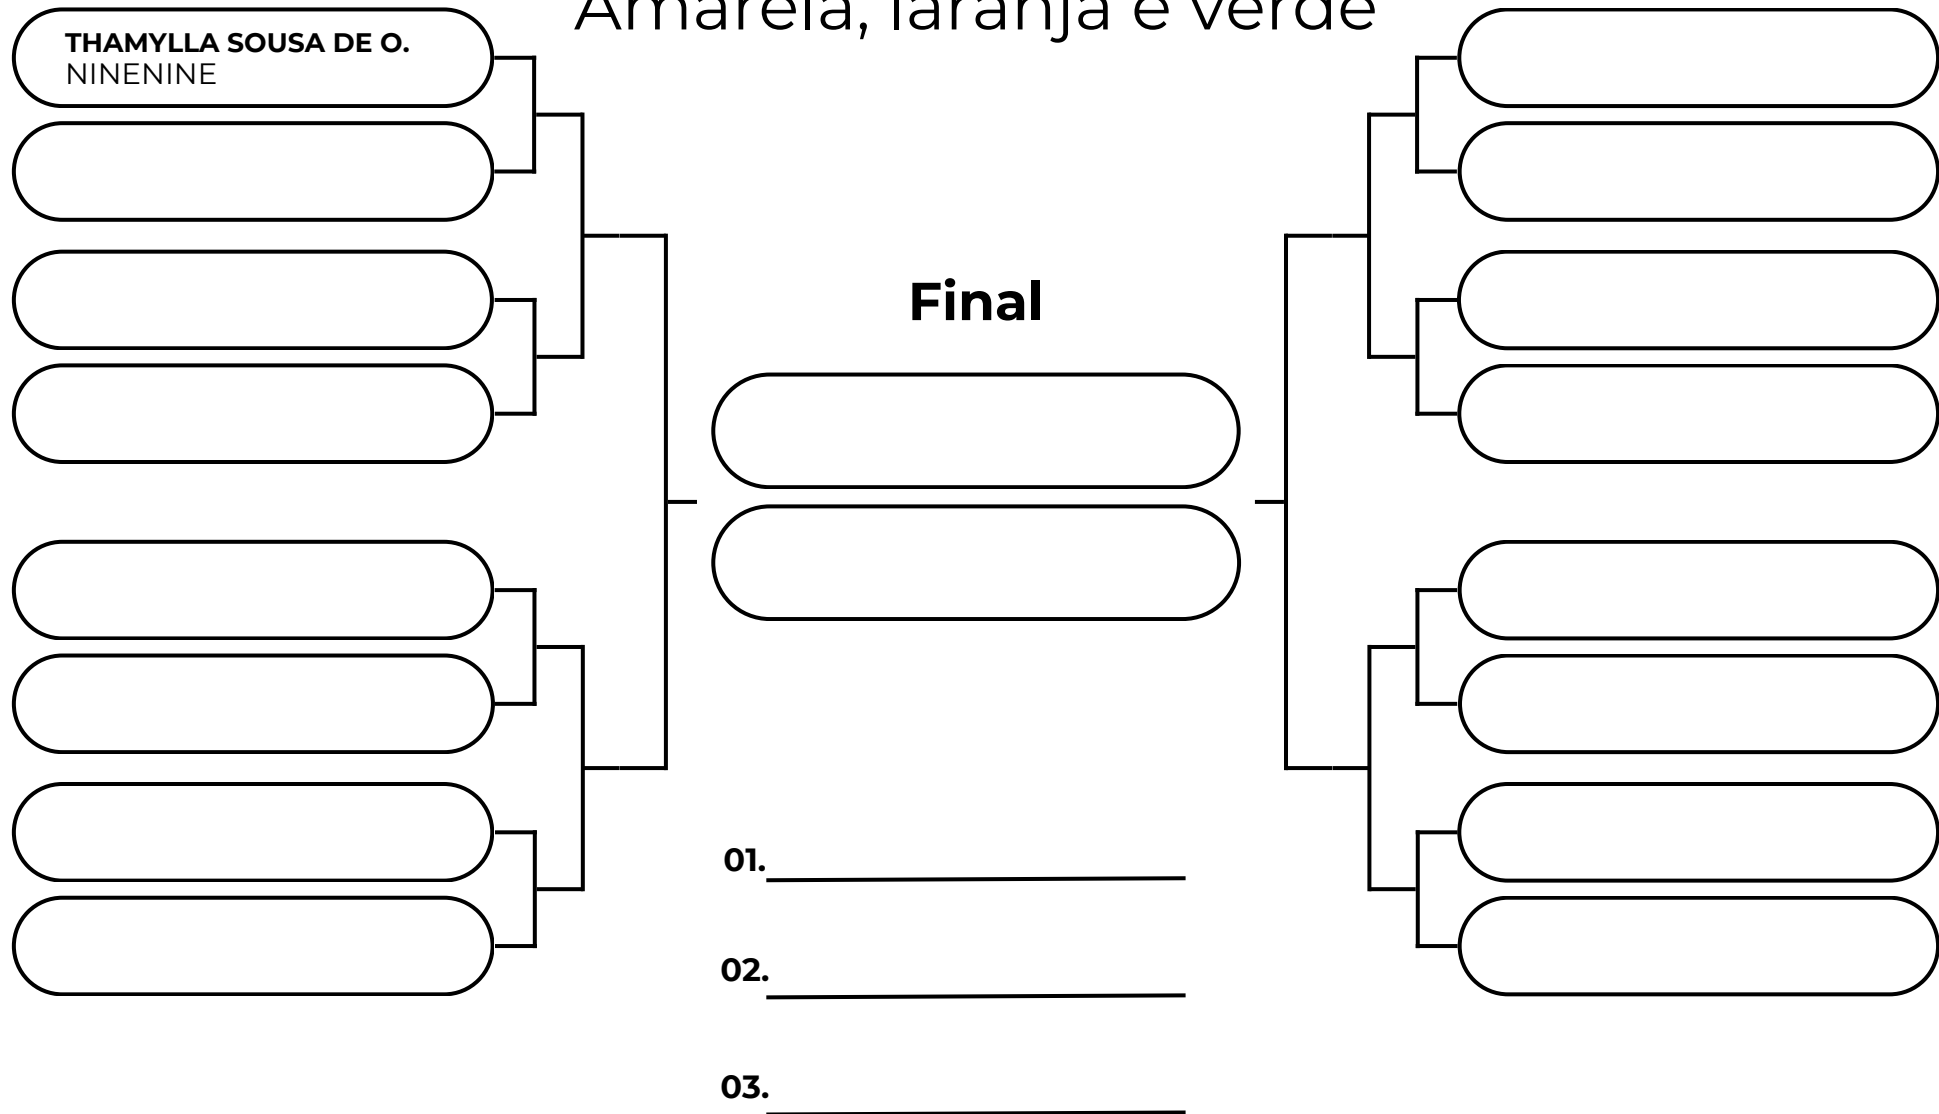 Amarela, laranja e verde
THAMYLLA SOUSA DE O.
NINENINE
Final
01.
02.
03.